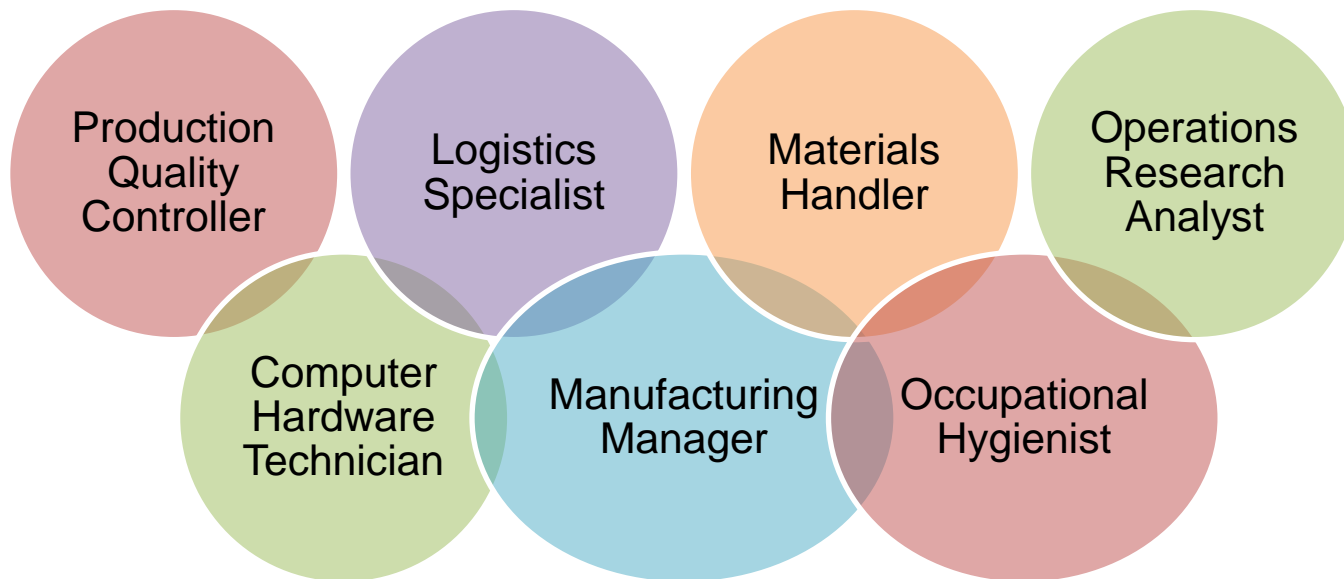 Production
Quality
Controller
Logistics
Specialist
Materials
Handler
Operations
Research
Analyst
Computer
Hardware
Technician
Manufacturing
Manager
Occupational
Hygienist